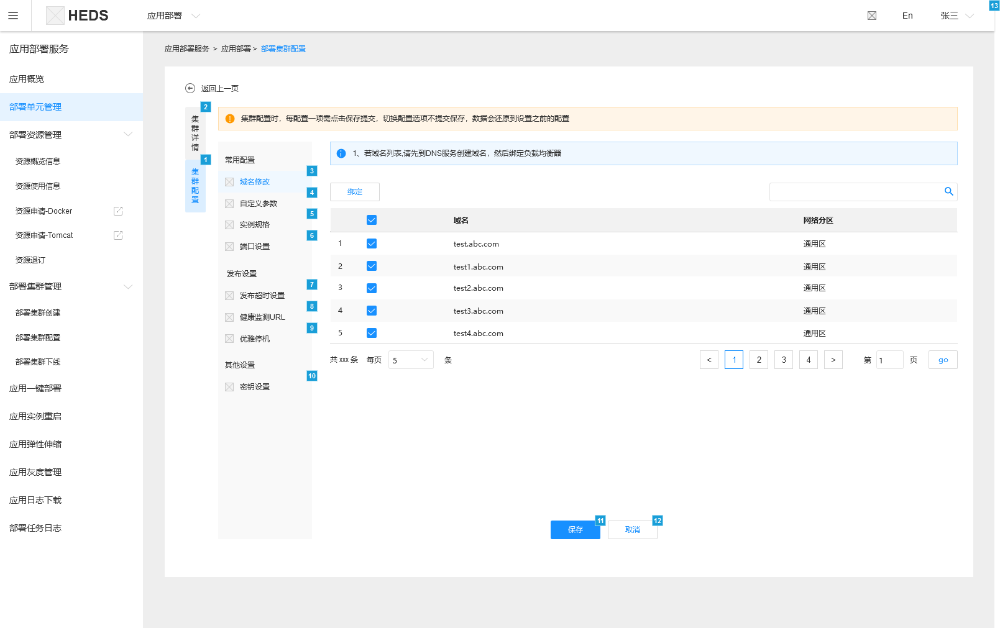 HEDS
应用部署
En
张三
13
应用部署服务
应用概览
部署单元管理
部署资源管理
资源概览信息
资源使用信息
资源申请-Docker
资源申请-Tomcat
资源退订
部署集群管理
部署集群创建
部署集群配置
部署集群下线
应用一键部署
应用实例重启
应用弹性伸缩
应用灰度管理
应用日志下载
部署任务日志
应用部署服务 > 应用部署 > 部署集群配置
返回上一页
集群详情
2
集群配置
1
集群配置时，每配置一项需点击保存提交，切换配置选项不提交保存，数据会还原到设置之前的配置
常用配置
域名修改
3
自定义参数
4
实例规格
5
端口设置
6
发布设置
发布超时设置
7
健康监测URL
8
优雅停机
9
其他设置
密钥设置
10
1、若域名列表,请先到DNS服务创建域名，然后绑定负载均衡器
绑定
域名 网络分区
1 test.abc.com 通用区
2 test1.abc.com 通用区
3 test2.abc.com 通用区
4 test3.abc.com 通用区
5 test4.abc.com 通用区
共 xxx 条 每页 5 条 < 1 2 3 4 > 第 1 页 go
保存 11 取消 12